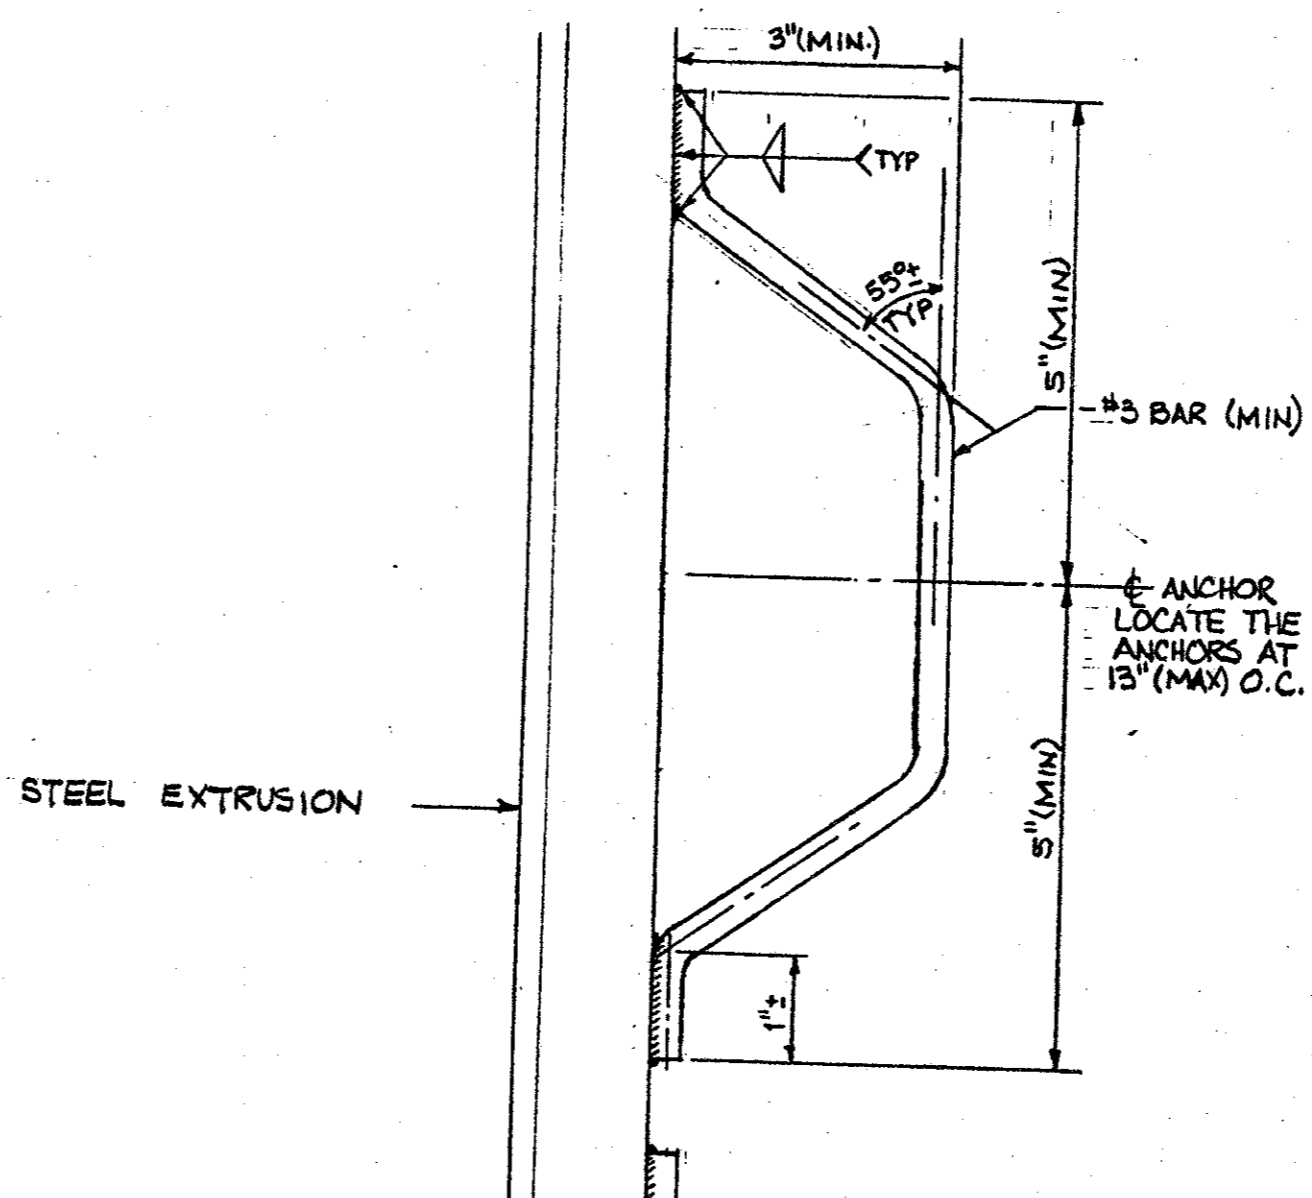 3"(MIN.)
TYP
55°±
TYP
5"(MIN)
#3 BAR (MIN)
℄ ANCHOR
LOCATE THE
ANCHORS AT
13"(MAX) O.C.
STEEL EXTRUSION
5"(MIN)
1"±